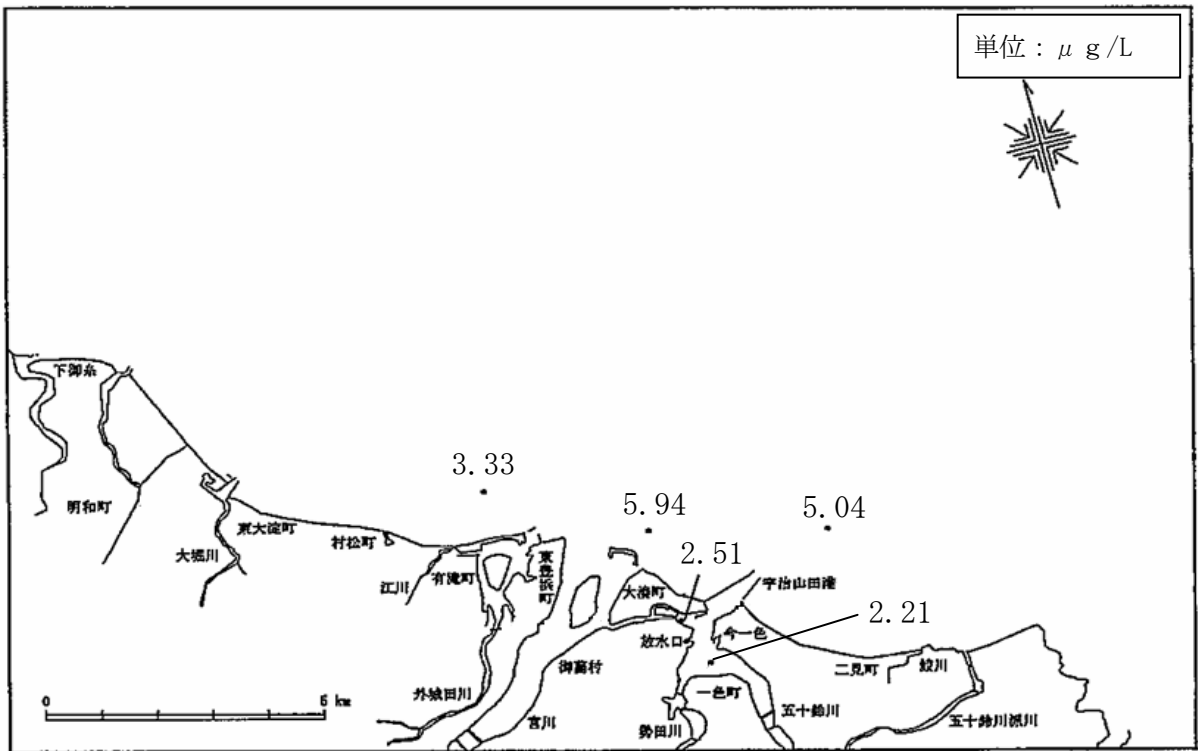 単位：μg/L
下御糸
3.33
明和町
5.94
5.04
東大淀町
村松町
2.51
大堀川
江川
有滝町
東豊浜町
大湊町
宇治山田港
2.21
放水口
今一色
御薗村
二見町
外城田川
一色町
宮川
勢田川
五十鈴川
五十鈴川派川
0
5 km